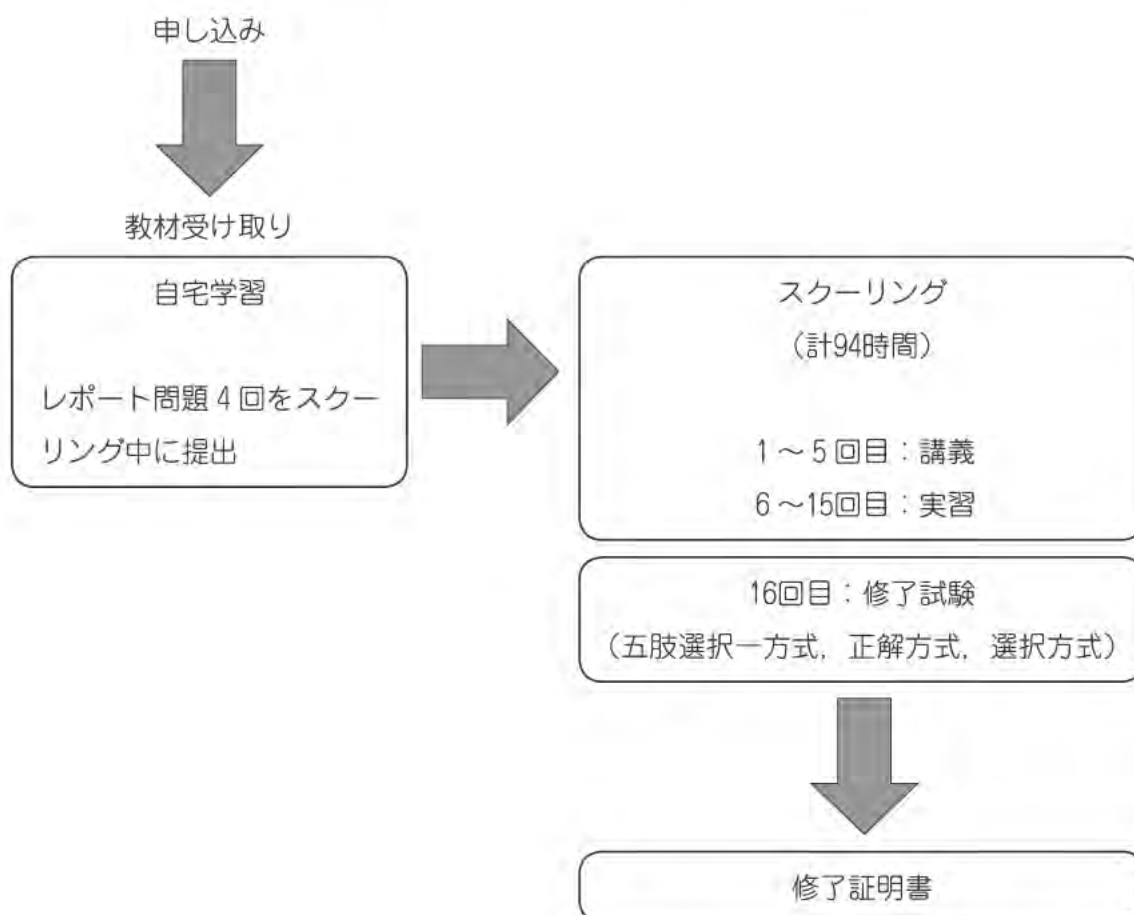 申し込み
教材受け取り
自宅学習
レポート問題4回をスクー
リング中に提出
スクーリング
（計94時間）
1～5回目：講義
6～15回目：実習
16回目：修了試験
（五肢選択一方式，正解方式，選択方式）
修了証明書